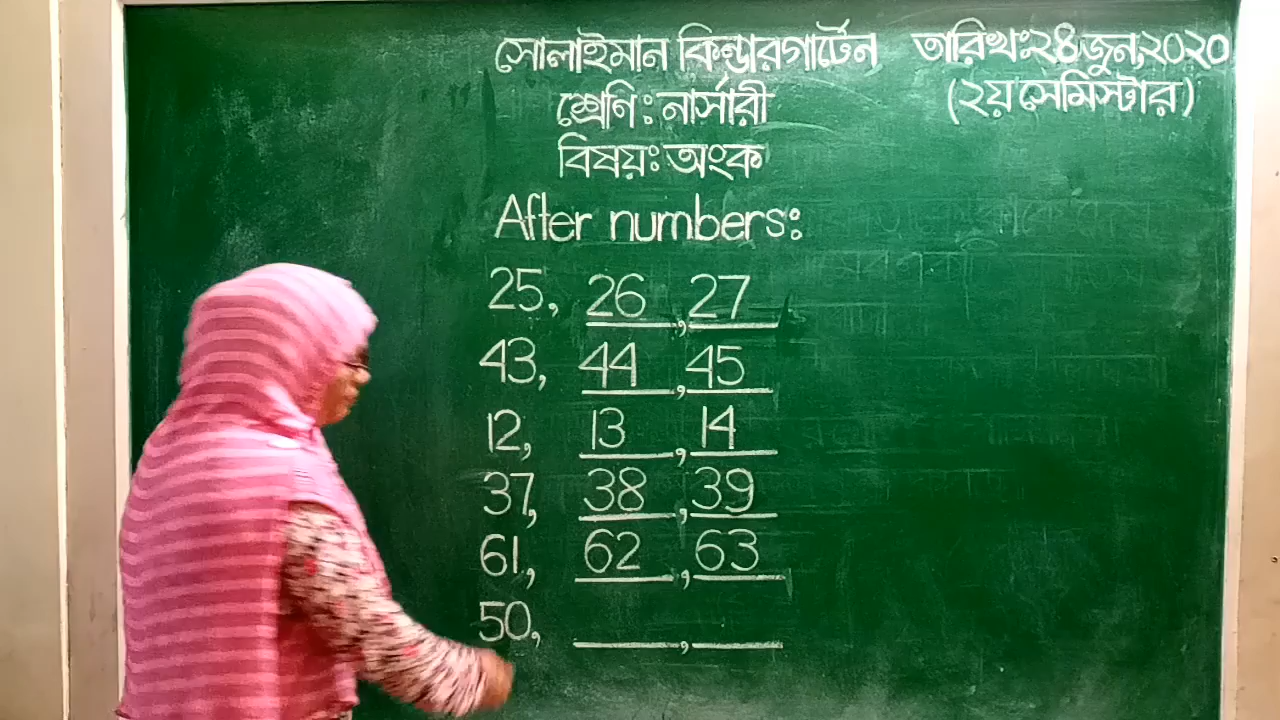 সোলাইমান কিন্ডারগার্টেন তারিখঃ২৪জুন,২০২০
শ্রেণি : নার্সারী (২য় সেমিস্টার)
বিষয়ঃ অংক
After numbers:
25, 26, 27
43, 44, 45
12, 13, 14
37, 38, 39
61, 62, 63
50, ____, ____